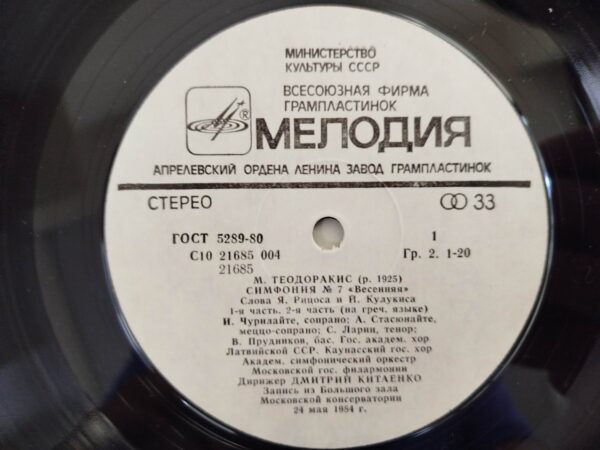 МИНИСТЕРСТВО
КУЛЬТУРЫ СССР
ВСЕСОЮЗНАЯ ФИРМА
ГРАМПЛАСТИНОК
® МЕЛОДИЯ
АПРЕЛЕВСКИЙ ОРДЕНА ЛЕНИНА ЗАВОД ГРАМПЛАСТИНОК
СТЕРЕО 33
ГОСТ 5289-80 1
С10 21685 004 Гр. 2. 1-20
21685
М. ТЕОДОРАКИС (р. 1925)
СИМФОНИЯ № 7 «Весенняя»
Слова Я. Рицоса и Й. Кулукиса
1-я часть. 2-я часть (на греч. языке)
И. Чурилайте, сопрано; А. Стасюнайте,
меццо-сопрано; С. Ларин, тенор;
В. Прудников, бас. Гос. академ. хор
Латвийской ССР. Каунасский гос. хор
Академ. симфонический оркестр
Московской гос. филармонии
Дирижер ДМИТРИЙ КИТАЕНКО
Запись из Большого зала
Московской консерватории
24 мая 1984 г.